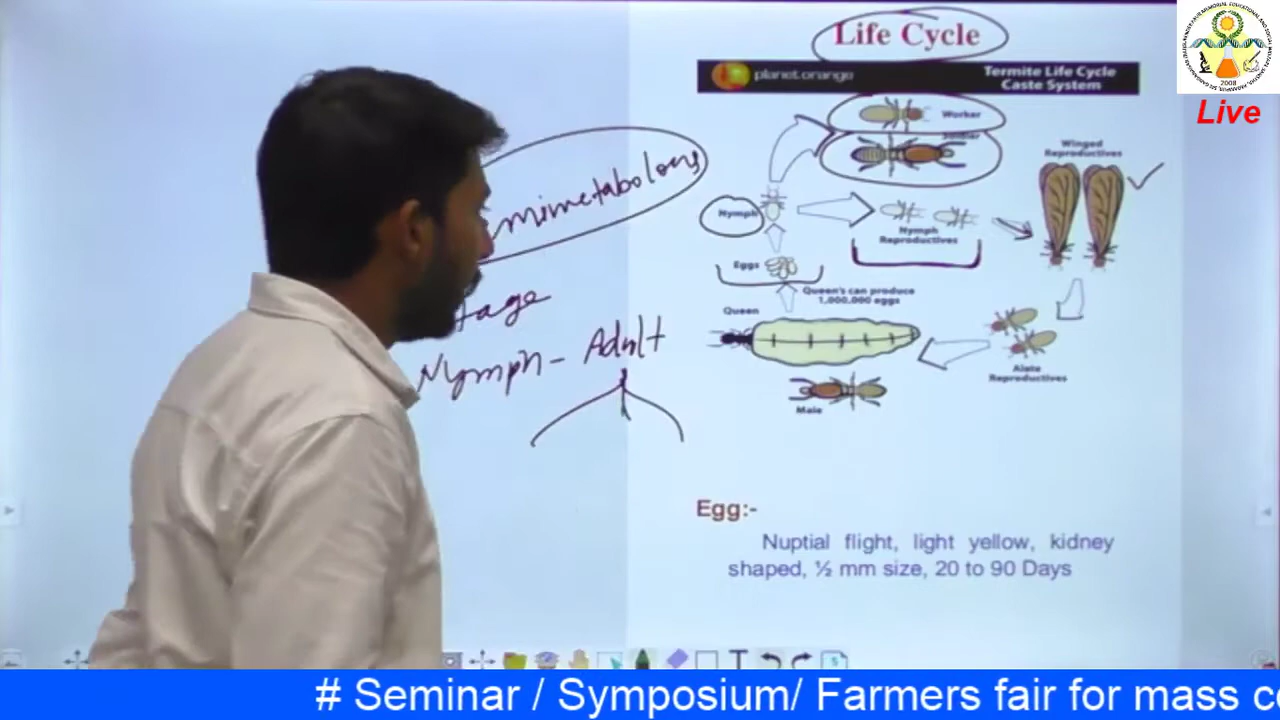 Life Cycle
planet.orange
Termite Life Cycle
Caste System
Worker
Soldier
Winged
Reproductives
Nymph
Nymph
Reproductives
Eggs
Queen's can produce
1,000,000 eggs
Queen
Alate
Reproductives
Male
mimetabolous
tage
Nymph - Adult
Egg:-
Nuptial flight, light yellow, kidney
shaped, ½ mm size, 20 to 90 Days
2008
Live
# Seminar / Symposium/ Farmers fair for mass co